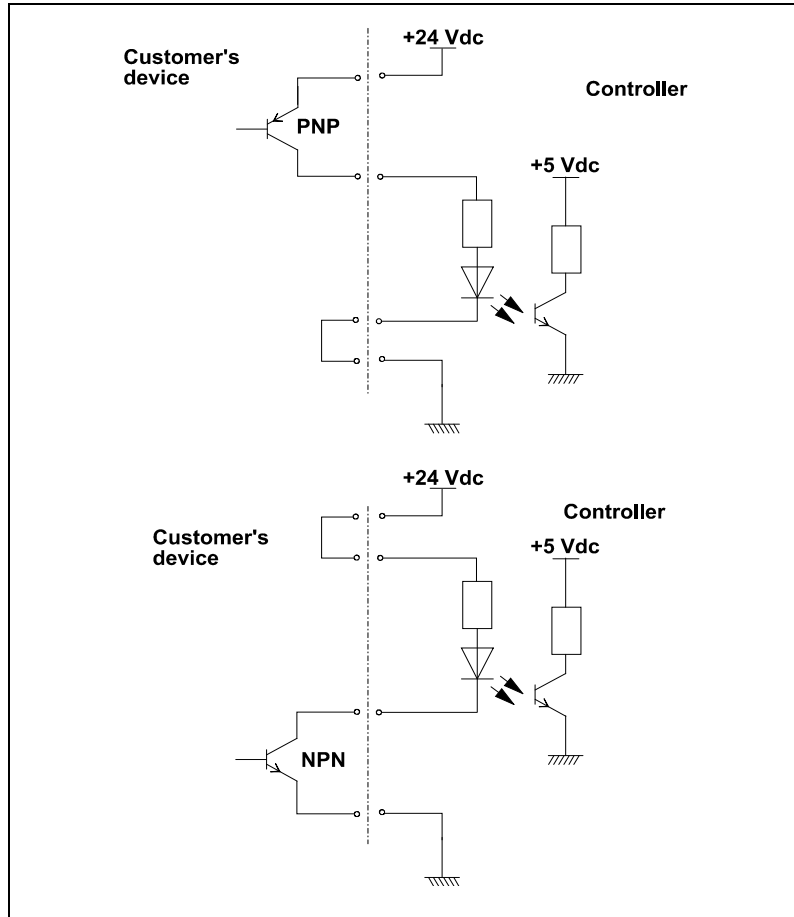 +24 Vdc
Customer's
device
Controller
PNP
+5 Vdc
+24 Vdc
Controller
Customer's
device
+5 Vdc
NPN